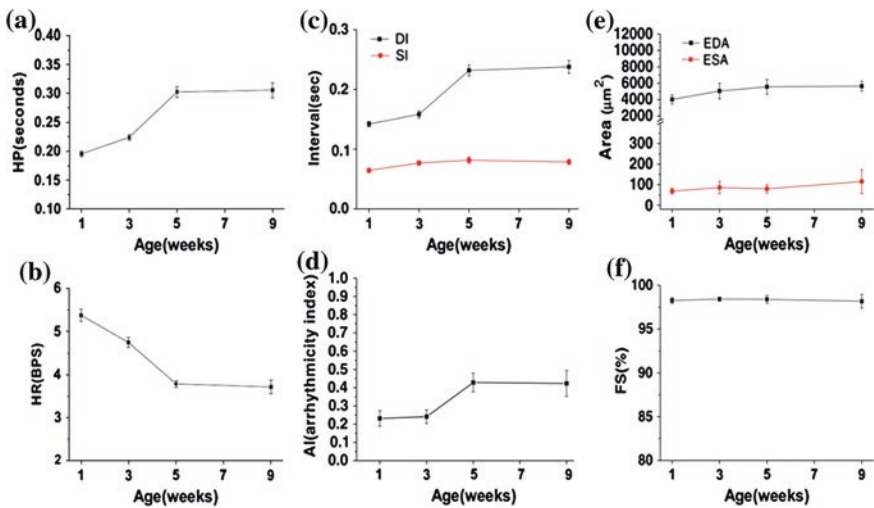 (a)
HP(seconds)
0.40
0.35
0.30
0.25
0.20
0.15
0.10
1 3 5 7 9
Age(weeks)
(c)
DI
SI
Interval(sec)
0.3
0.2
0.1
0.0
1 3 5 7 9
Age(weeks)
(e)
EDA
ESA
Area (μm²)
12000
10000
8000
6000
4000
2000
300
200
100
0
1 3 5 7 9
Age(weeks)
(b)
HR(BPS)
6
5
4
3
2
1 3 5 7 9
Age(weeks)
(d)
AI(arrhythmicity index)
1.0
0.9
0.8
0.7
0.6
0.5
0.4
0.3
0.2
0.1
0.0
1 3 5 7 9
Age(weeks)
(f)
FS(%)
100
95
90
85
80
1 3 5 7 9
Age(weeks)